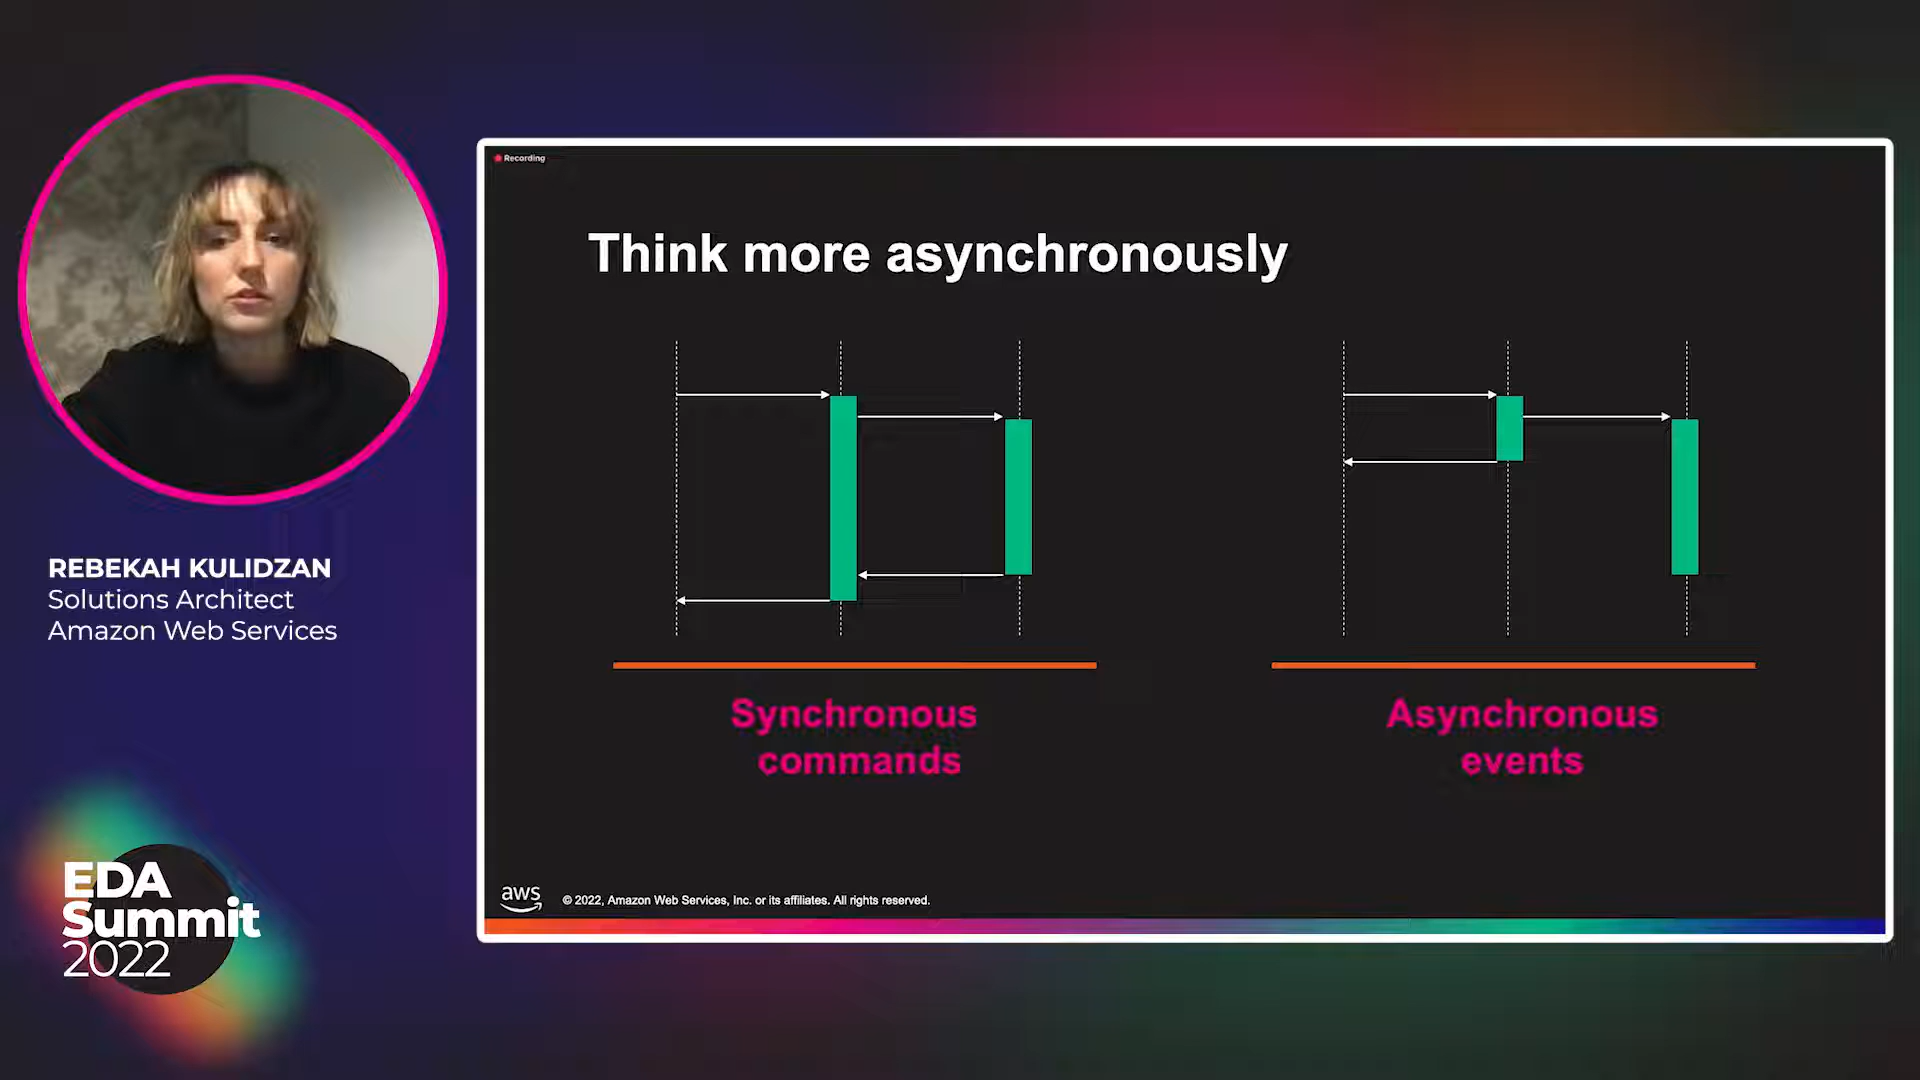 Recording
Think more asynchronously
Synchronous
commands
Asynchronous
events
aws
© 2022, Amazon Web Services, Inc. or its affiliates. All rights reserved.
REBEKAH KULIDZAN
Solutions Architect
Amazon Web Services
EDA
Summit
2022